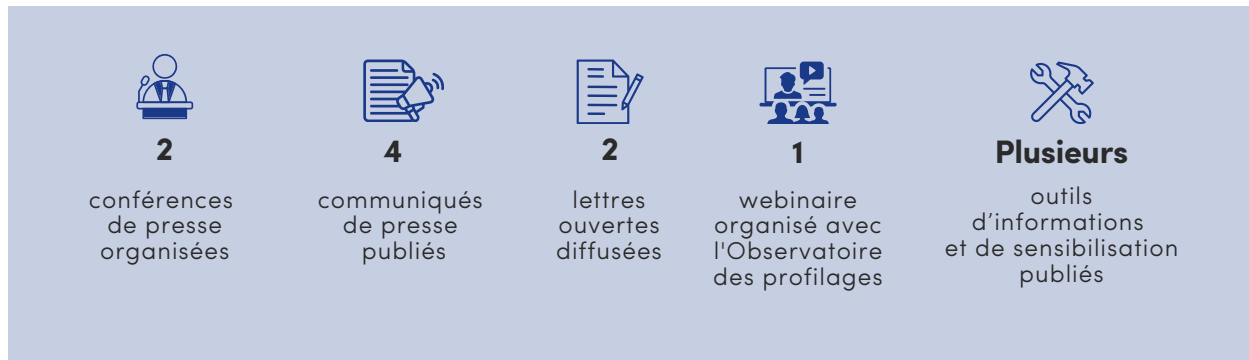 2
conférences
de presse
organisées
4
communiqués
de presse
publiés
2
lettres
ouvertes
diffusées
1
webinaire
organisé avec
l'Observatoire
des profilages
Plusieurs
outils
d’informations
et de sensibilisation
publiés